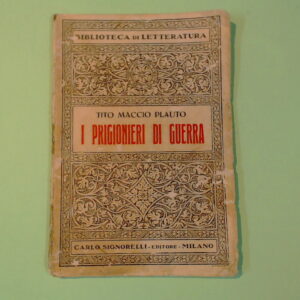 BIBLIOTECA DI LETTERATURA
TITO MACCIO PLAUTO
I PRIGIONIERI DI GUERRA
CARLO SIGNORELLI - EDITORE - MILANO